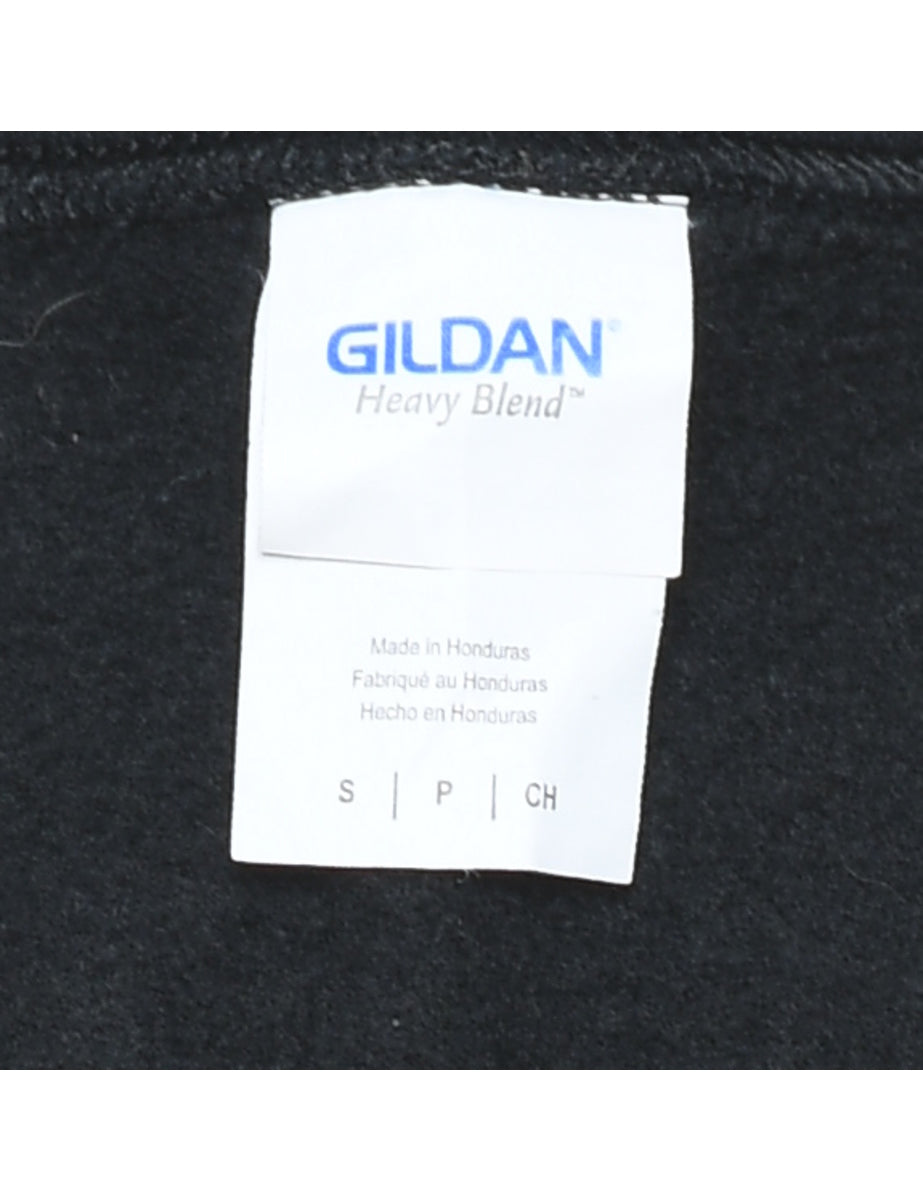 GILDAN®
Heavy Blend™
Made in Honduras
Fabriqué au Honduras
Hecho en Honduras
S | P | CH